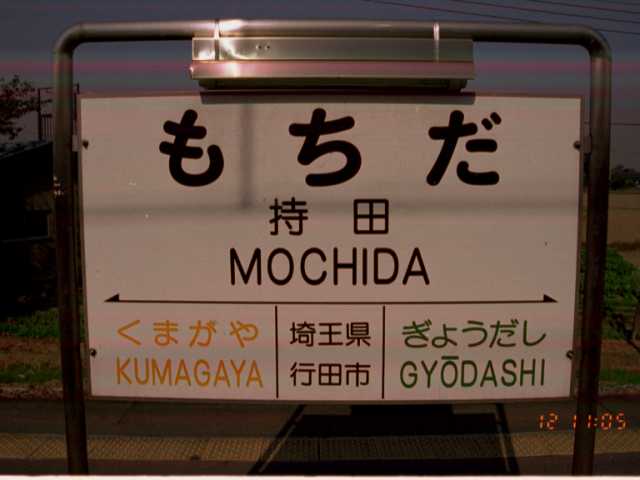 もちだ
持田
MOCHIDA
くまがや 埼玉県 ぎょうだし
KUMAGAYA 行田市 GYŌDASHI
12 11:05